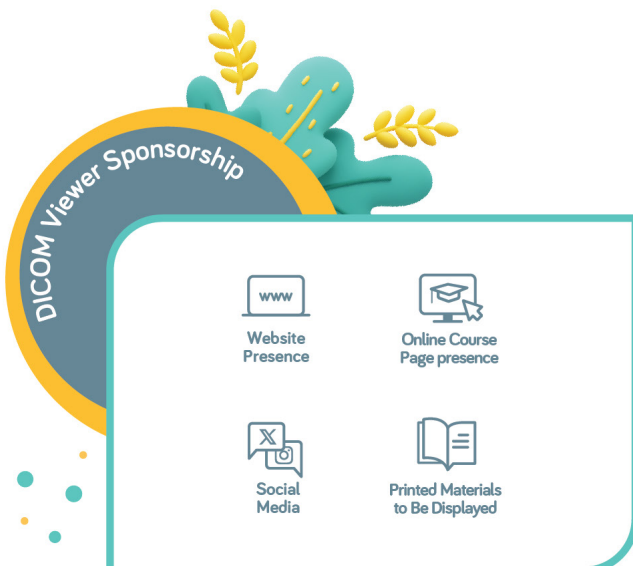 DICOM Viewer Sponsorship
www
Website
Presence
Online Course
Page presence
X
Social
Media
Printed Materials
to Be Displayed